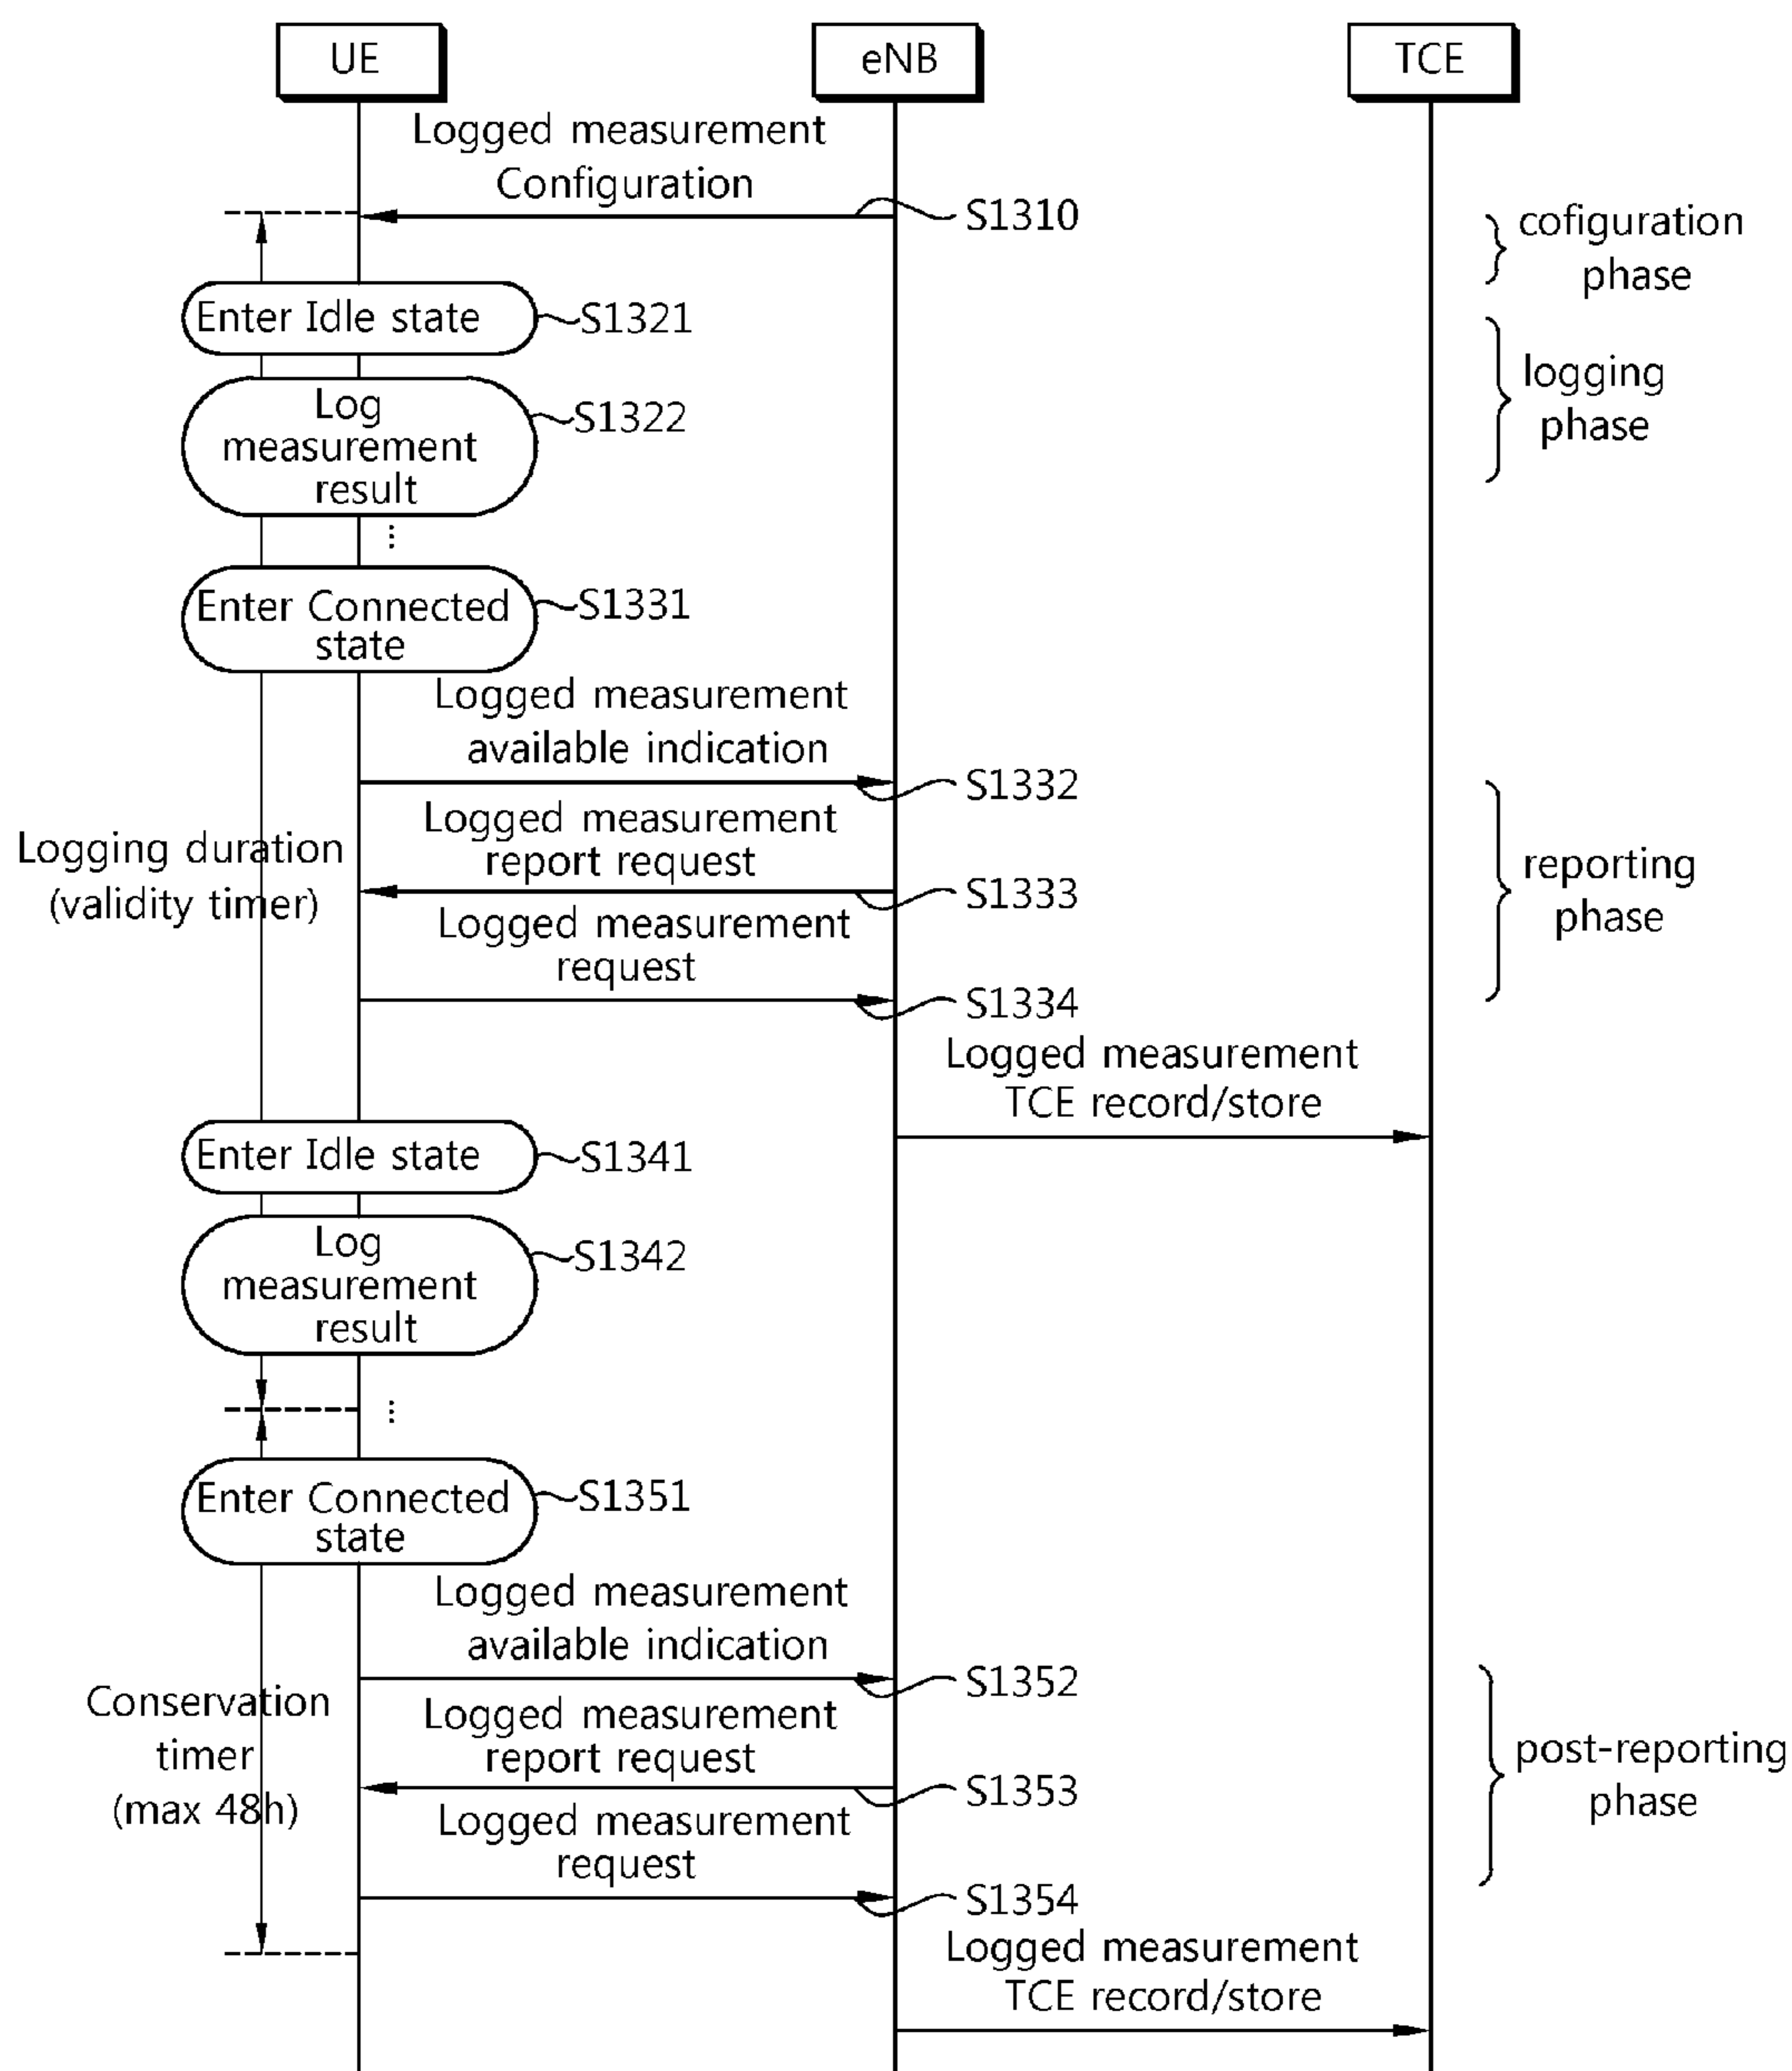 UE
eNB
TCE
Logged measurement
Configuration
S1310
cofiguration
phase
Enter Idle state
S1321
logging
phase
Log
measurement
result
S1322
Enter Connected
state
S1331
Logged measurement
available indication
S1332
Logged measurement
report request
S1333
Logging duration
(validity timer)
reporting
phase
Logged measurement
request
S1334
Logged measurement
TCE record/store
Enter Idle state
S1341
Log
measurement
result
S1342
Enter Connected
state
S1351
Logged measurement
available indication
S1352
Conservation
timer
(max 48h)
Logged measurement
report request
S1353
post-reporting
phase
Logged measurement
request
S1354
Logged measurement
TCE record/store